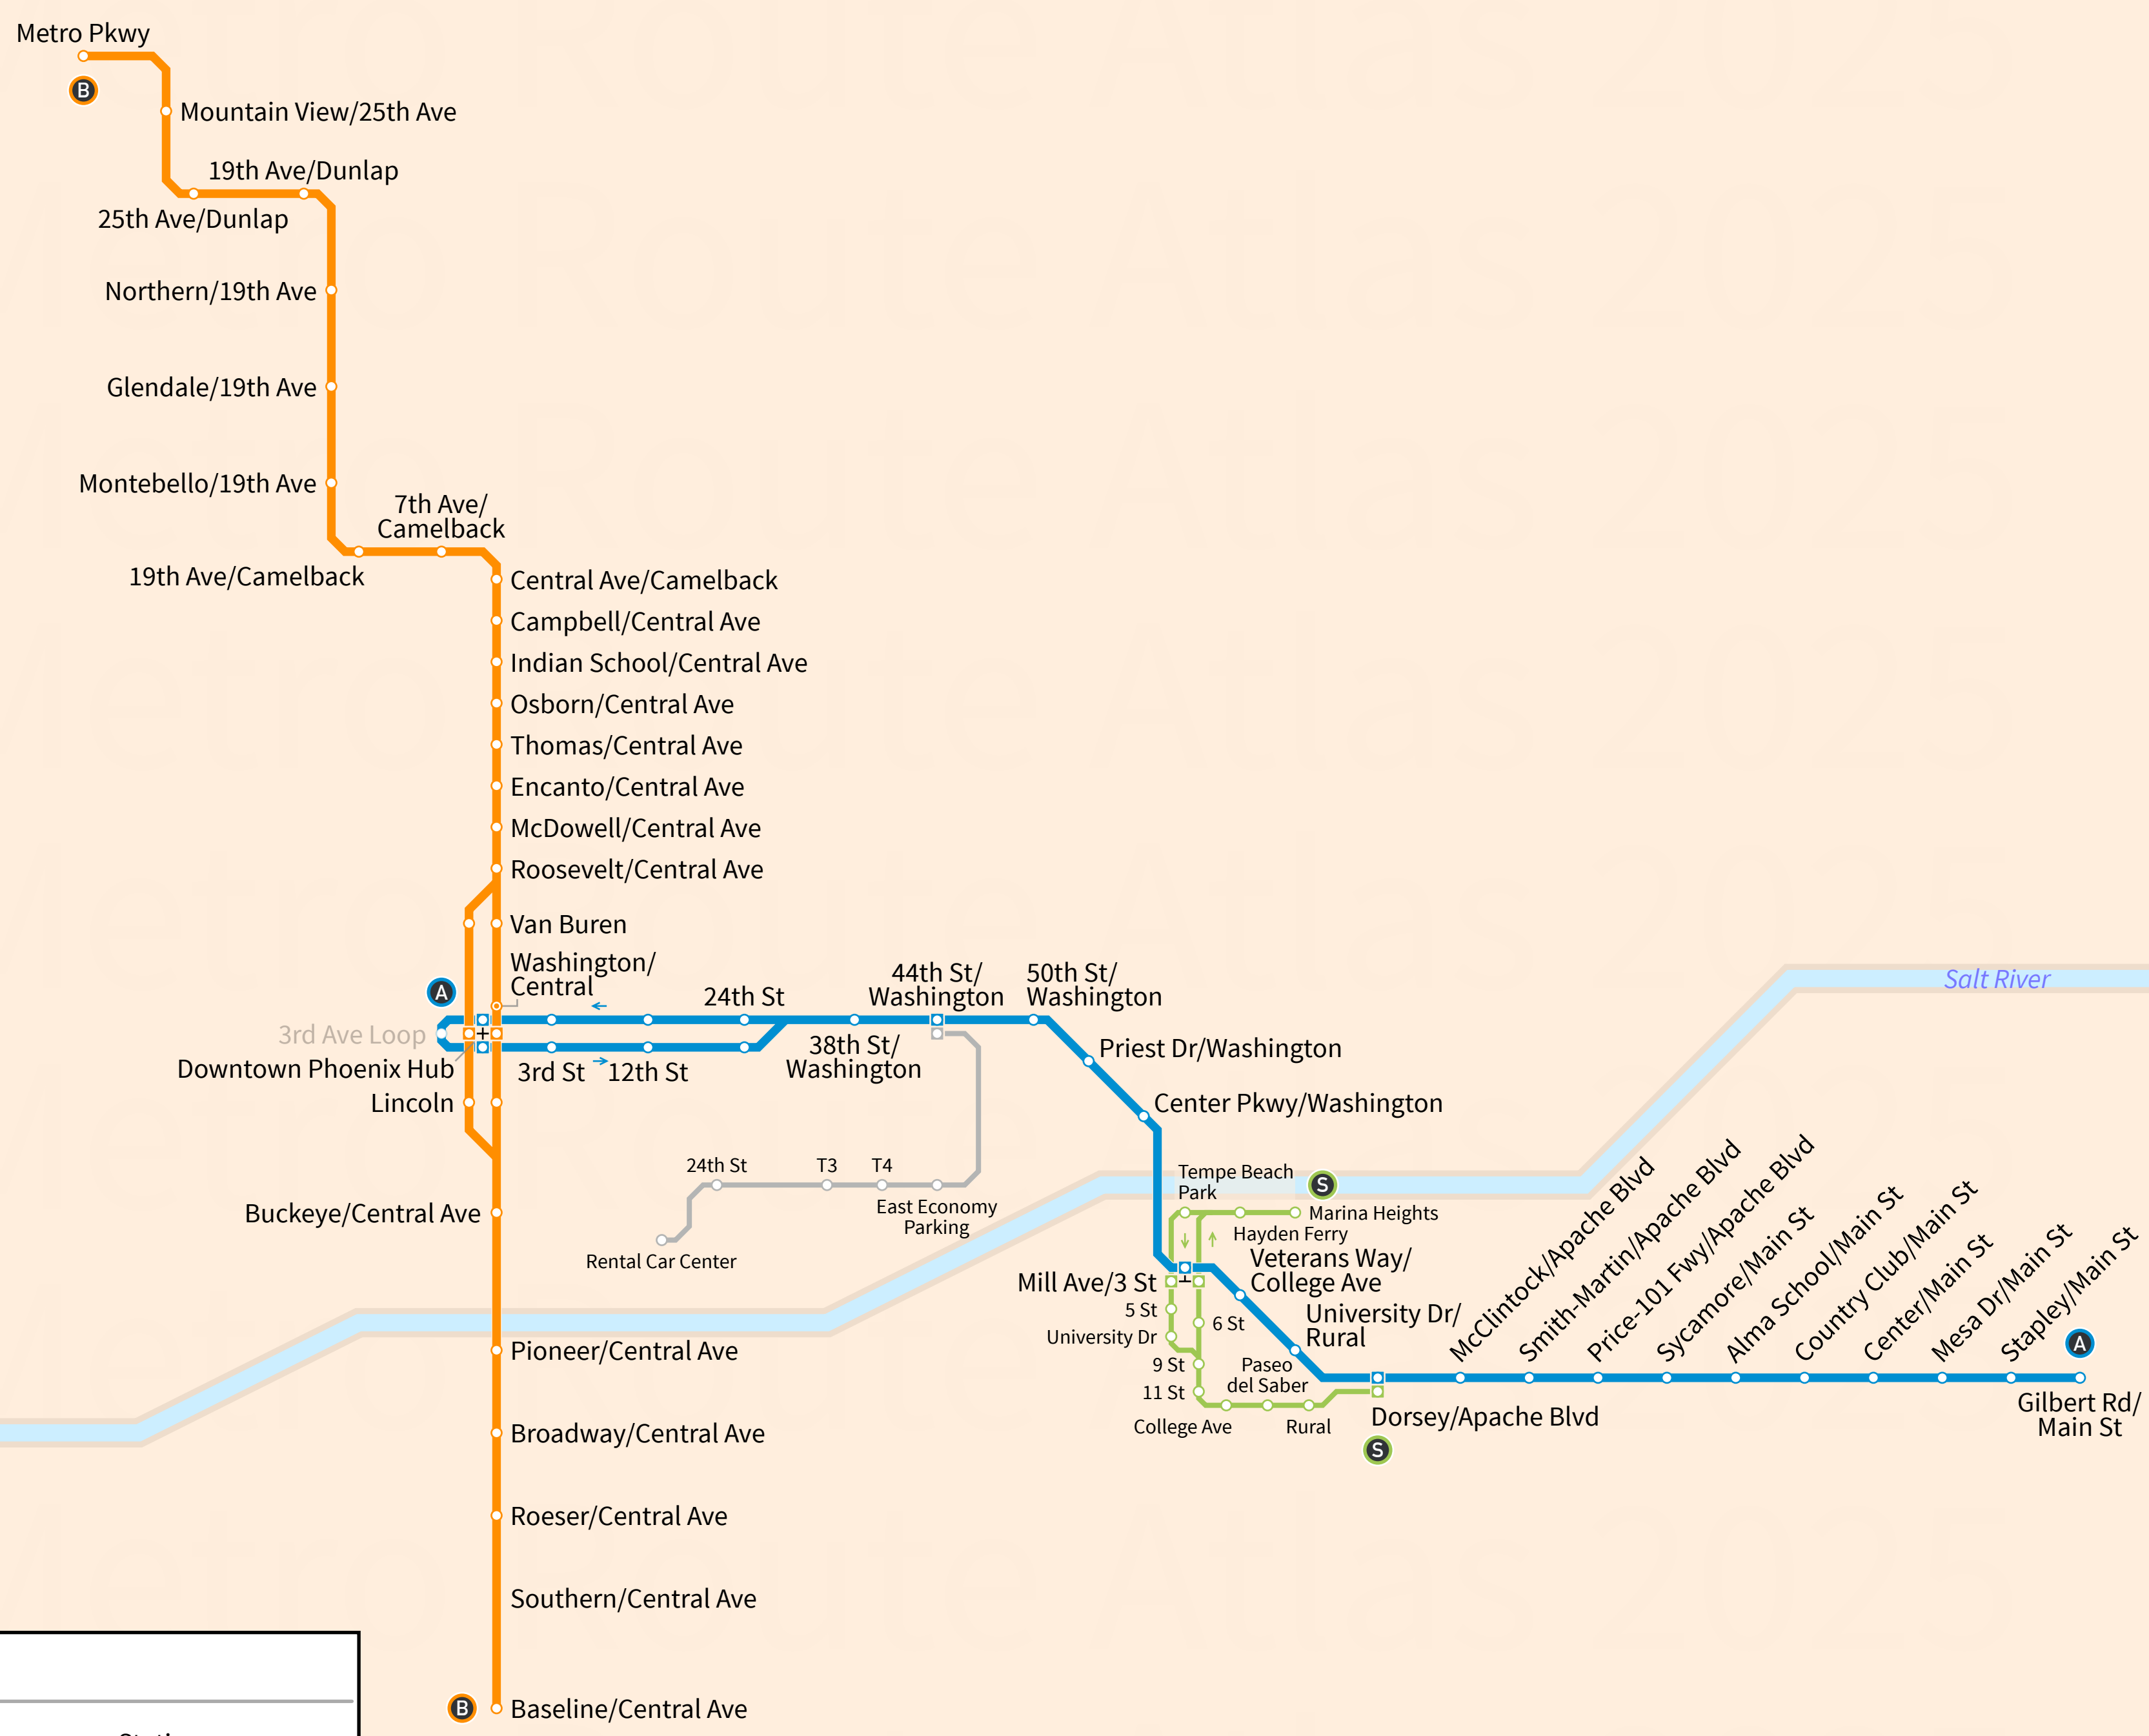 Metro Pkwy
B
Mountain View/25th Ave
19th Ave/Dunlap
25th Ave/Dunlap
Northern/19th Ave
Glendale/19th Ave
Montebello/19th Ave
7th Ave/
Camelback
19th Ave/Camelback
Central Ave/Camelback
Campbell/Central Ave
Indian School/Central Ave
Osborn/Central Ave
Thomas/Central Ave
Encanto/Central Ave
McDowell/Central Ave
Roosevelt/Central Ave
Van Buren
Washington/
Central
A
3rd Ave Loop
Downtown Phoenix Hub
Lincoln
3rd St
12th St
24th St
38th St/
Washington
44th St/
Washington
50th St/
Washington
Priest Dr/Washington
Center Pkwy/Washington
Salt River
24th St
T3
T4
East Economy
Parking
Rental Car Center
Buckeye/Central Ave
Pioneer/Central Ave
Broadway/Central Ave
Roeser/Central Ave
Southern/Central Ave
B
Baseline/Central Ave
Tempe Beach
Park
S
Marina Heights
Hayden Ferry
Veterans Way/
College Ave
Mill Ave/3 St
5 St
6 St
University Dr
9 St
11 St
University Dr/
Rural
Paseo
del Saber
College Ave
Rural
Dorsey/Apache Blvd
S
McClintock/Apache Blvd
Smith-Martin/Apache Blvd
Price-101 Fwy/Apache Blvd
Sycamore/Main St
Alma School/Main St
Country Club/Main St
Center/Main St
Mesa Dr/Main St
Stapley/Main St
A
Gilbert Rd/
Main St
Metro Route Atlas 2025